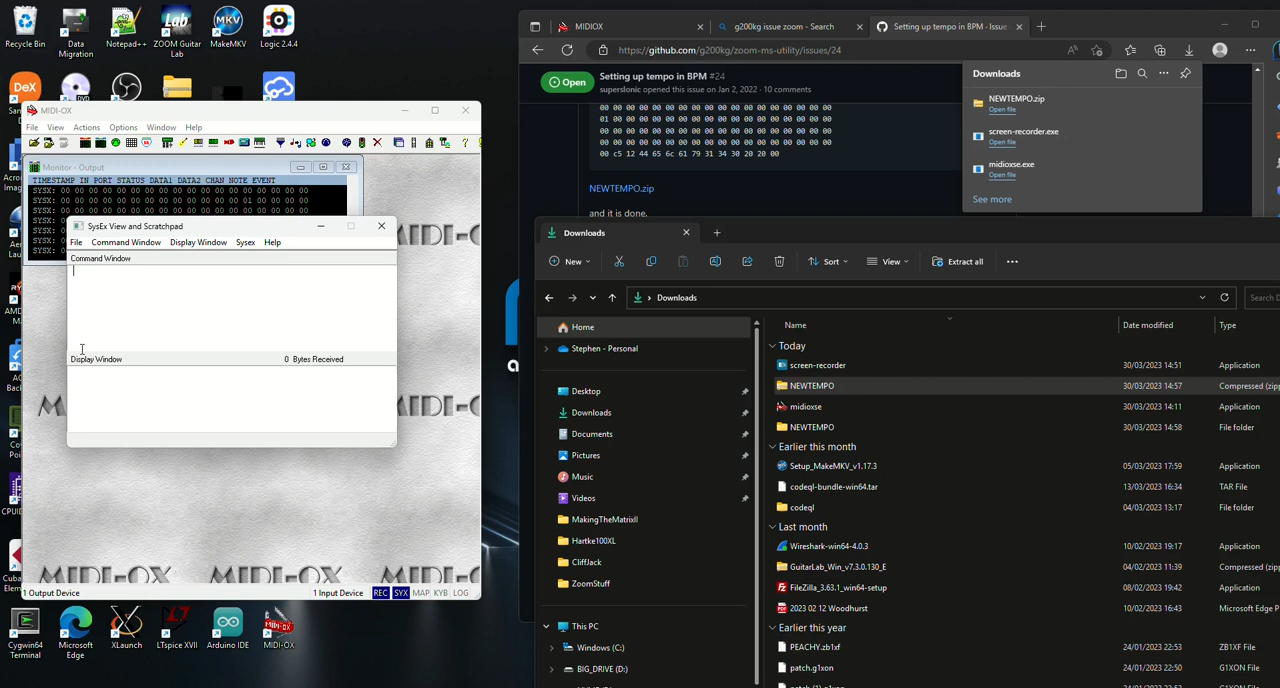 Recycle Bin
Data Migration
Notepad++
ZOOM Guitar Lab
MakeMKV
Logic 2.4.4
Lab
MKV
DeX
DVD
MIDI-OX
File View Actions Options Window Help
Monitor - Output
TIMESTAMP IN PORT STATUS DATA1 DATA2 CHAN NOTE EVENT
SYSX: 00 00 00 00 00 00 00 00 00 00 00 00 00 00 00 00
SYSX: 00 00 00 00 00 00 00 00 00 00 00 01 00 00 00 00
SYSX: 00 00 00 00 00 00 00 00 00 00 00 00 00 00 00 00
SYSX: 0
SYSX: 0
SYSX: 0
SYSX: 0
SysEx View and Scratchpad
File Command Window Display Window Sysex Help
Command Window
Display Window 0 Bytes Received
MIDI-OX MIDI-OX
1 Output Device 1 Input Device REC SYX MAP KYB LOG
Cygwin64 Terminal
Microsoft Edge
XLaunch
LTspice XVII
Arduino IDE
MIDI-OX
MIDIOX
g200kg issue zoom - Search
Setting up tempo in BPM - Issue
https://github.com/g200kg/zoom-ms-utility/issues/24
Open
Setting up tempo in BPM #24
superslonic opened this issue on Jan 2, 2022 · 10 comments
00 00 00 00 00 00 00 00 00 00 00 00 00 00 00 00
01 00 00 00 00 00 00 00 00 00 00 00 00 00 00 00
00 00 00 00 00 00 00 00 00 00 00 00 00 00 00 00
00 00 00 00 00 00 00 00 00 00 00 00 00 00 00 00
00 c5 12 44 65 6c 61 79 31 34 30 20 20 00
NEWTEMPO.zip
and it is done.
Downloads
NEWTEMPO.zip
Open file
screen-recorder.exe
Open file
midioxse.exe
Open file
See more
Downloads
New Sort View Extract all
Downloads
Search D
Home
Stephen - Personal
Desktop
Downloads
Documents
Pictures
Music
Videos
MakingTheMatrixII
Hartke100XL
CliffJack
ZoomStuff
This PC
Windows (C:)
BIG_DRIVE (D:)
Name Date modified Type
Today
screen-recorder 30/03/2023 14:51 Application
NEWTEMPO 30/03/2023 14:57 Compressed (zip
midioxse 30/03/2023 14:11 Application
NEWTEMPO 30/03/2023 14:58 File folder
Earlier this month
Setup_MakeMKV_v1.17.3 05/03/2023 17:59 Application
codeql-bundle-win64.tar 13/03/2023 16:34 TAR File
codeql 04/03/2023 13:17 File folder
Last month
Wireshark-win64-4.0.3 10/02/2023 19:17 Application
GuitarLab_Win_v7.3.0.130_E 04/02/2023 11:39 Compressed (zip
FileZilla_3.63.1_win64-setup 08/02/2023 19:42 Application
2023 02 12 Woodhurst 10/02/2023 16:43 Microsoft Edge P
Earlier this year
PEACHY.zb1xf 24/01/2023 22:53 ZB1XF File
patch.g1xon 24/01/2023 22:50 G1XON File